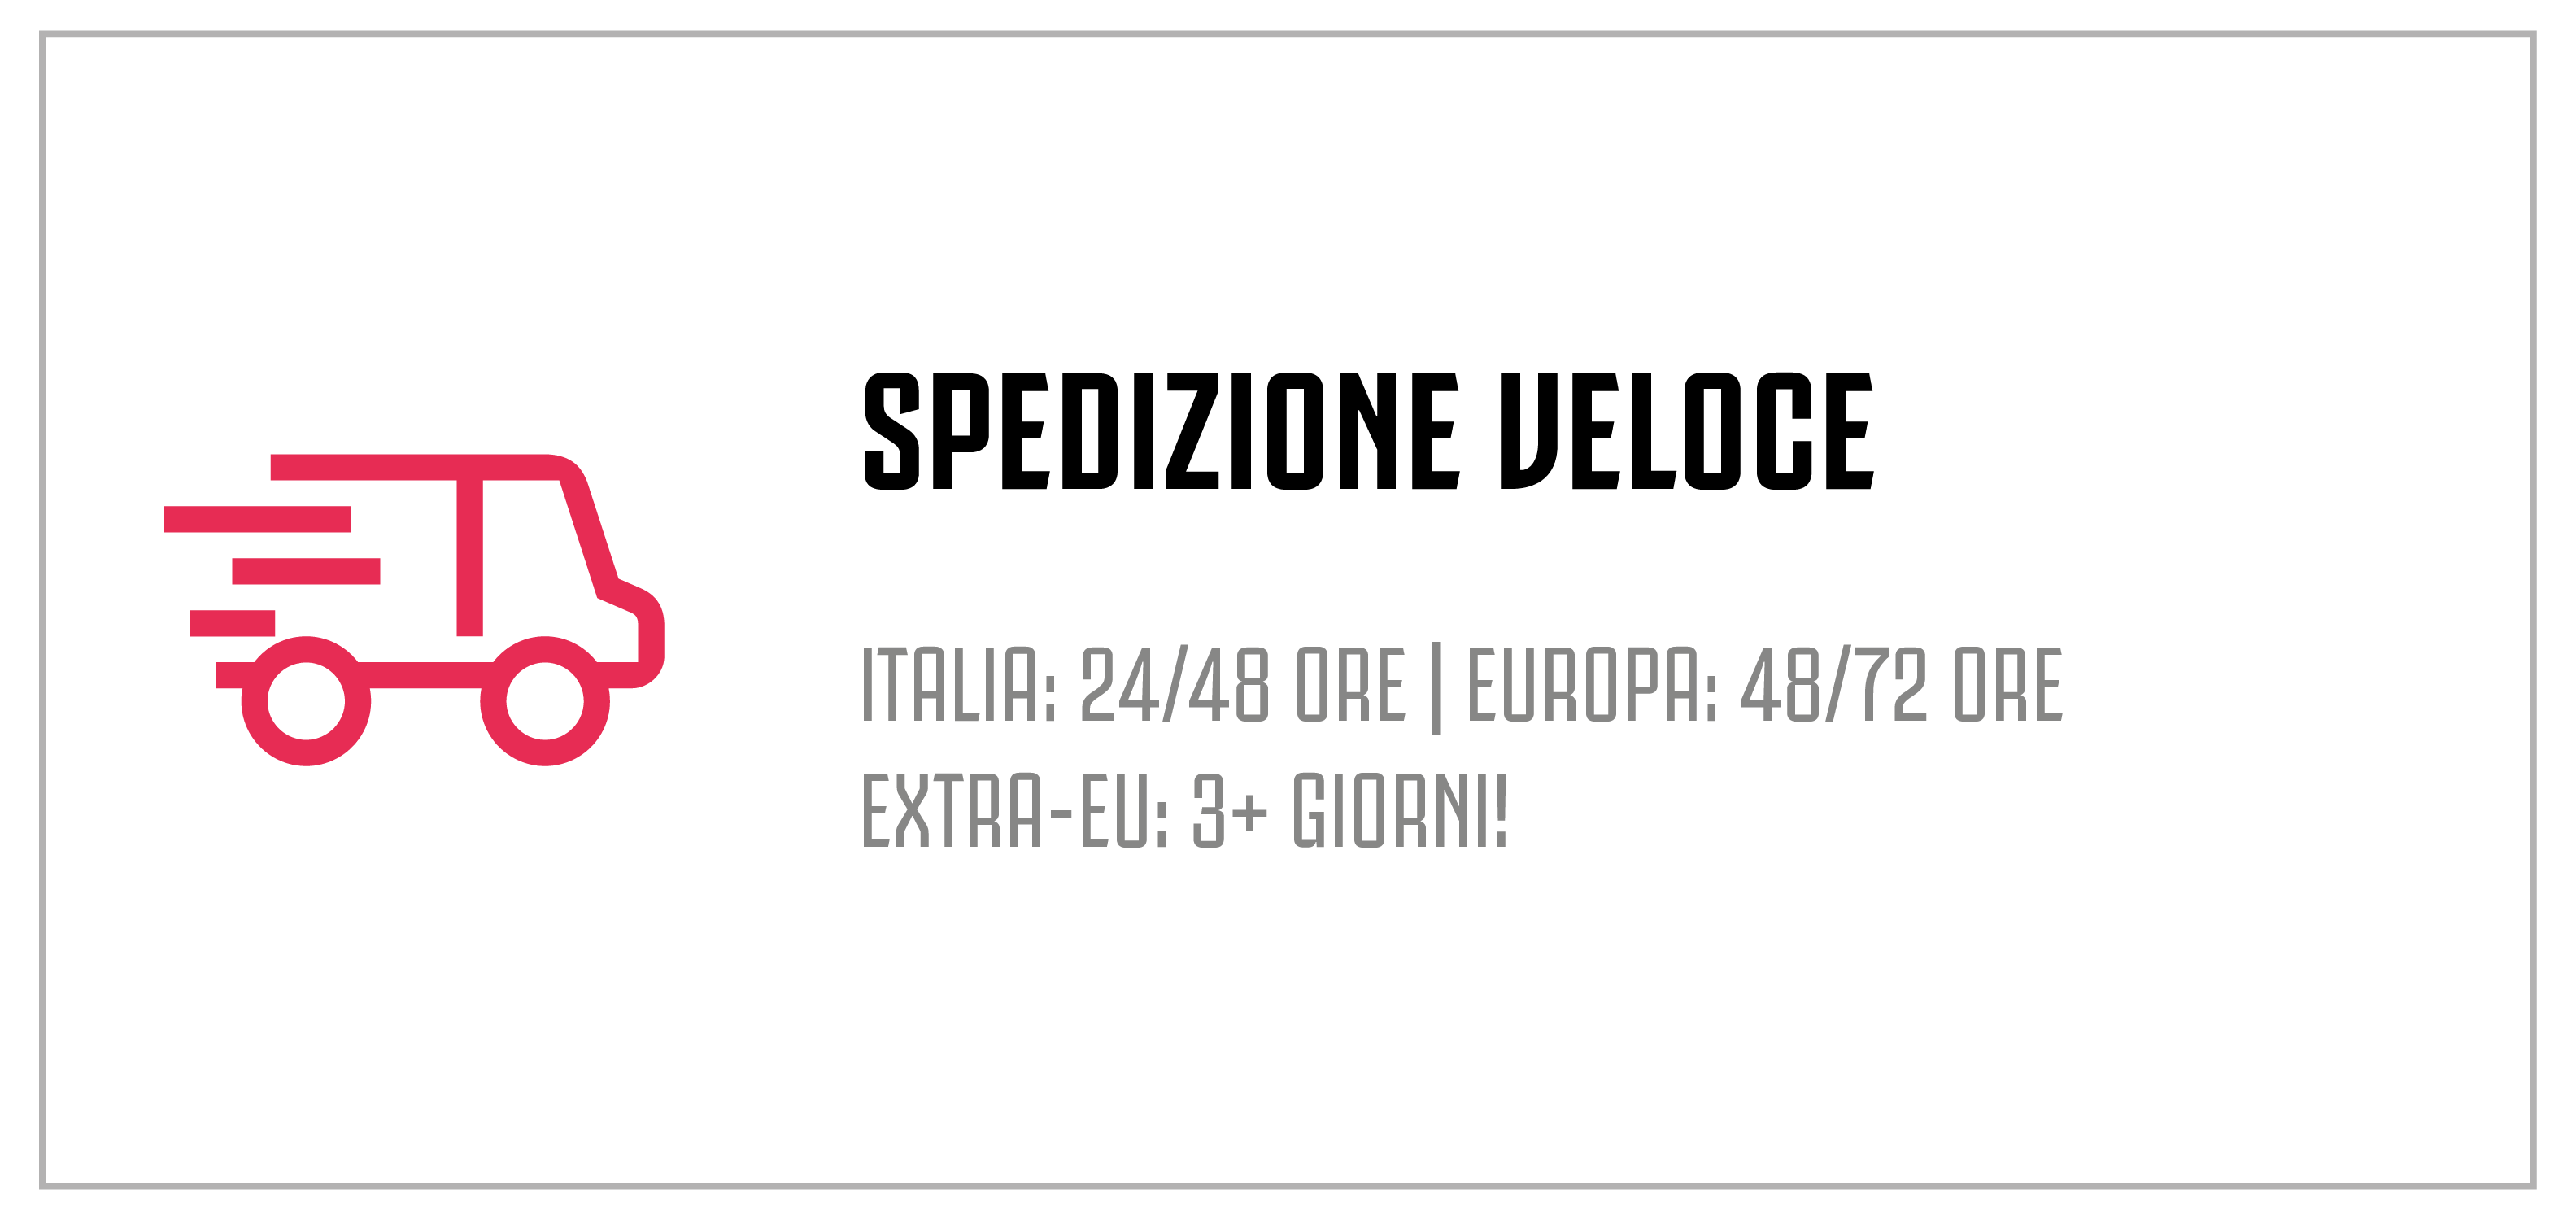 SPEDIZIONE VELOCE
ITALIA: 24/48 ORE | EUROPA: 48/72 ORE
EXTRA-EU: 3+ GIORNI!